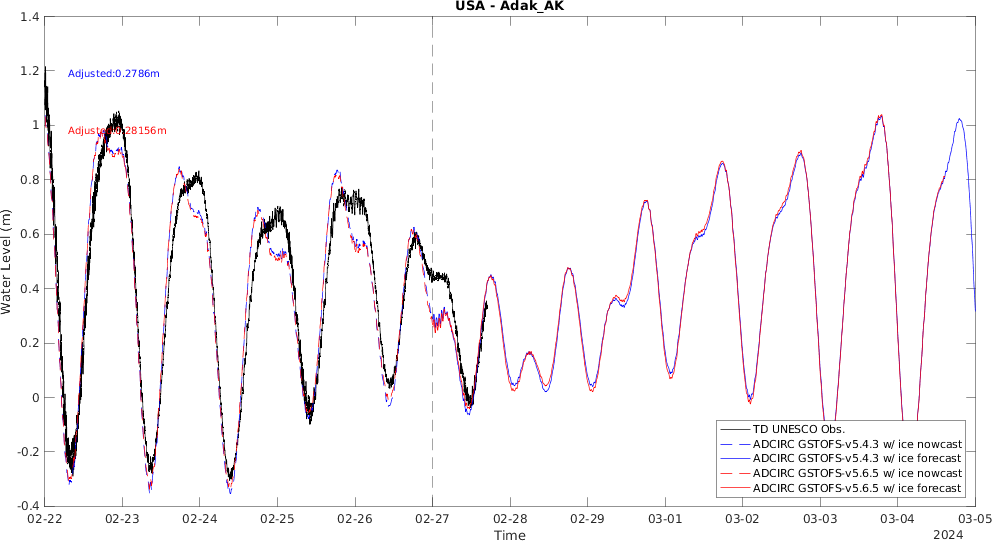 USA - Adak_AK
1.4
1.2
1
0.8
0.6
0.4
0.2
0
-0.2
-0.4
Water Level (m)
Adjusted:0.2786m
Adjusted:0.28156m
TD UNESCO Obs.
ADCIRC GSTOFS-v5.4.3 w/ ice nowcast
ADCIRC GSTOFS-v5.4.3 w/ ice forecast
ADCIRC GSTOFS-v5.6.5 w/ ice nowcast
ADCIRC GSTOFS-v5.6.5 w/ ice forecast
02-22 02-23 02-24 02-25 02-26 02-27 02-28 02-29 03-01 03-02 03-03 03-04 03-05
Time
2024